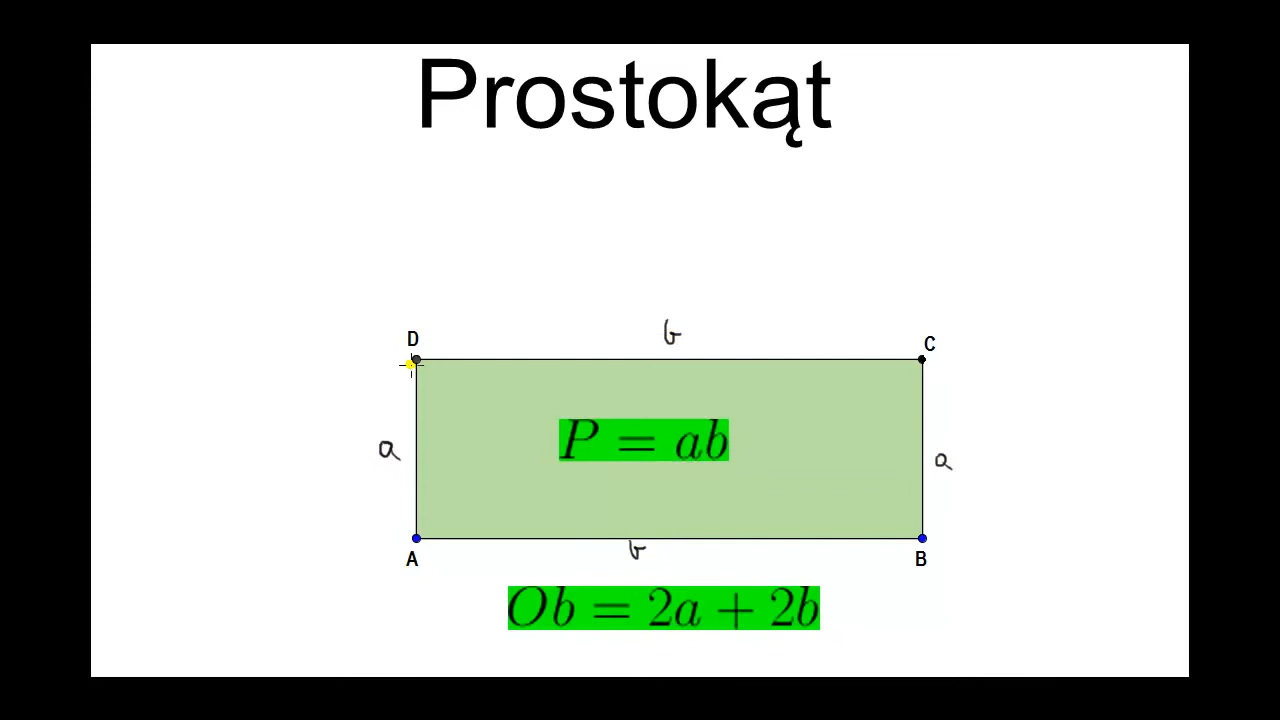 Prostokąt
b
D
C
P = ab
a
a
b
A
B
Ob = 2a + 2b